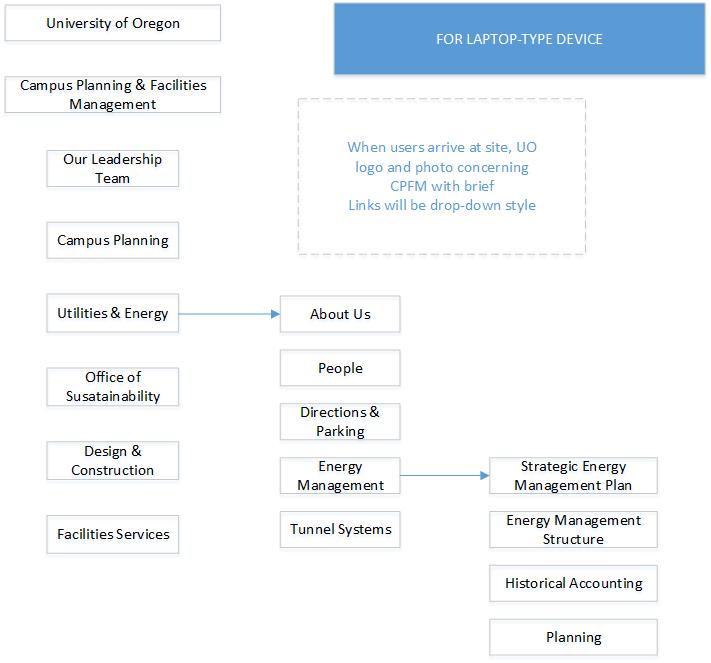 University of Oregon
FOR LAPTOP-TYPE DEVICE
Campus Planning & Facilities
Management
When users arrive at site, UO
logo and photo concerning
CPFM with brief
Links will be drop-down style
Our Leadership
Team
Campus Planning
Utilities & Energy
Office of
Susatainability
Design &
Construction
Facilities Services
About Us
People
Directions &
Parking
Energy
Management
Tunnel Systems
Strategic Energy
Management Plan
Energy Management
Structure
Historical Accounting
Planning